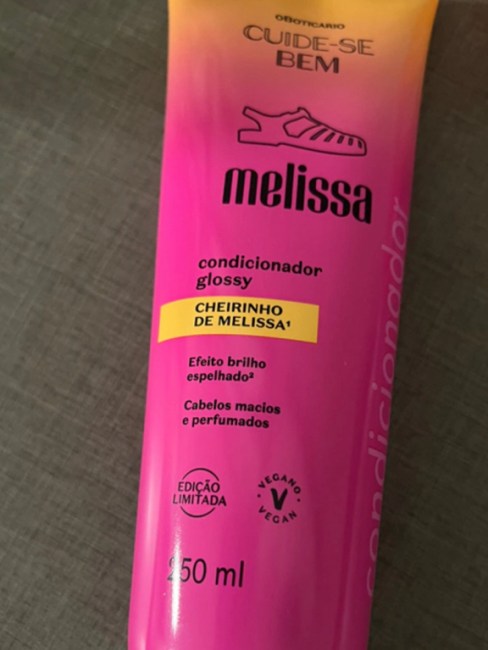 oBOTICÁRIO
CUIDE-SE
BEM
melissa
condicionador
glossy
CHEIRINHO
DE MELISSA¹
Efeito brilho
espelhado²
Cabelos macios
e perfumados
EDIÇÃO
LIMITADA
VEGANO
V
VEGAN
250 ml
condicionador